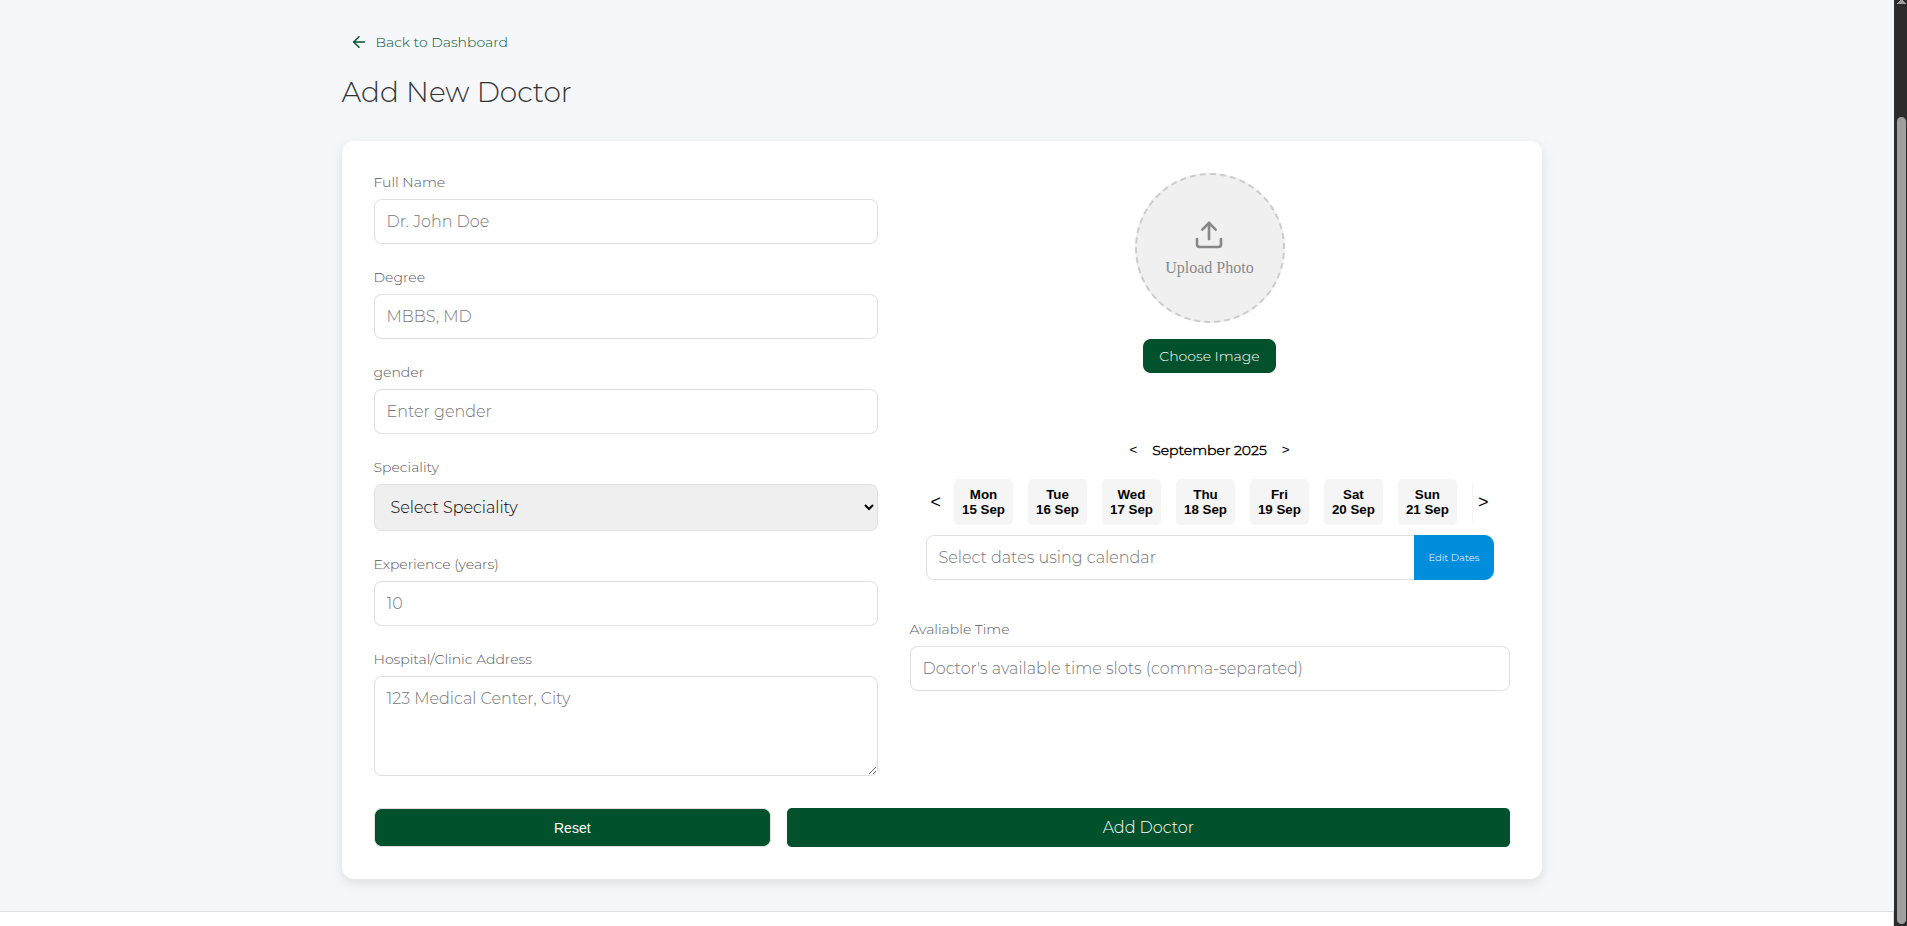 Back to Dashboard
Add New Doctor
Full Name
Dr. John Doe
Degree
MBBS, MD
gender
Enter gender
Speciality
Select Speciality
Experience (years)
10
Hospital/Clinic Address
123 Medical Center, City
Upload Photo
Choose Image
< September 2025 >
< Mon Tue Wed Thu Fri Sat Sun >
15 Sep 16 Sep 17 Sep 18 Sep 19 Sep 20 Sep 21 Sep
Select dates using calendar Edit Dates
Avaliable Time
Doctor's available time slots (comma-separated)
Reset Add Doctor